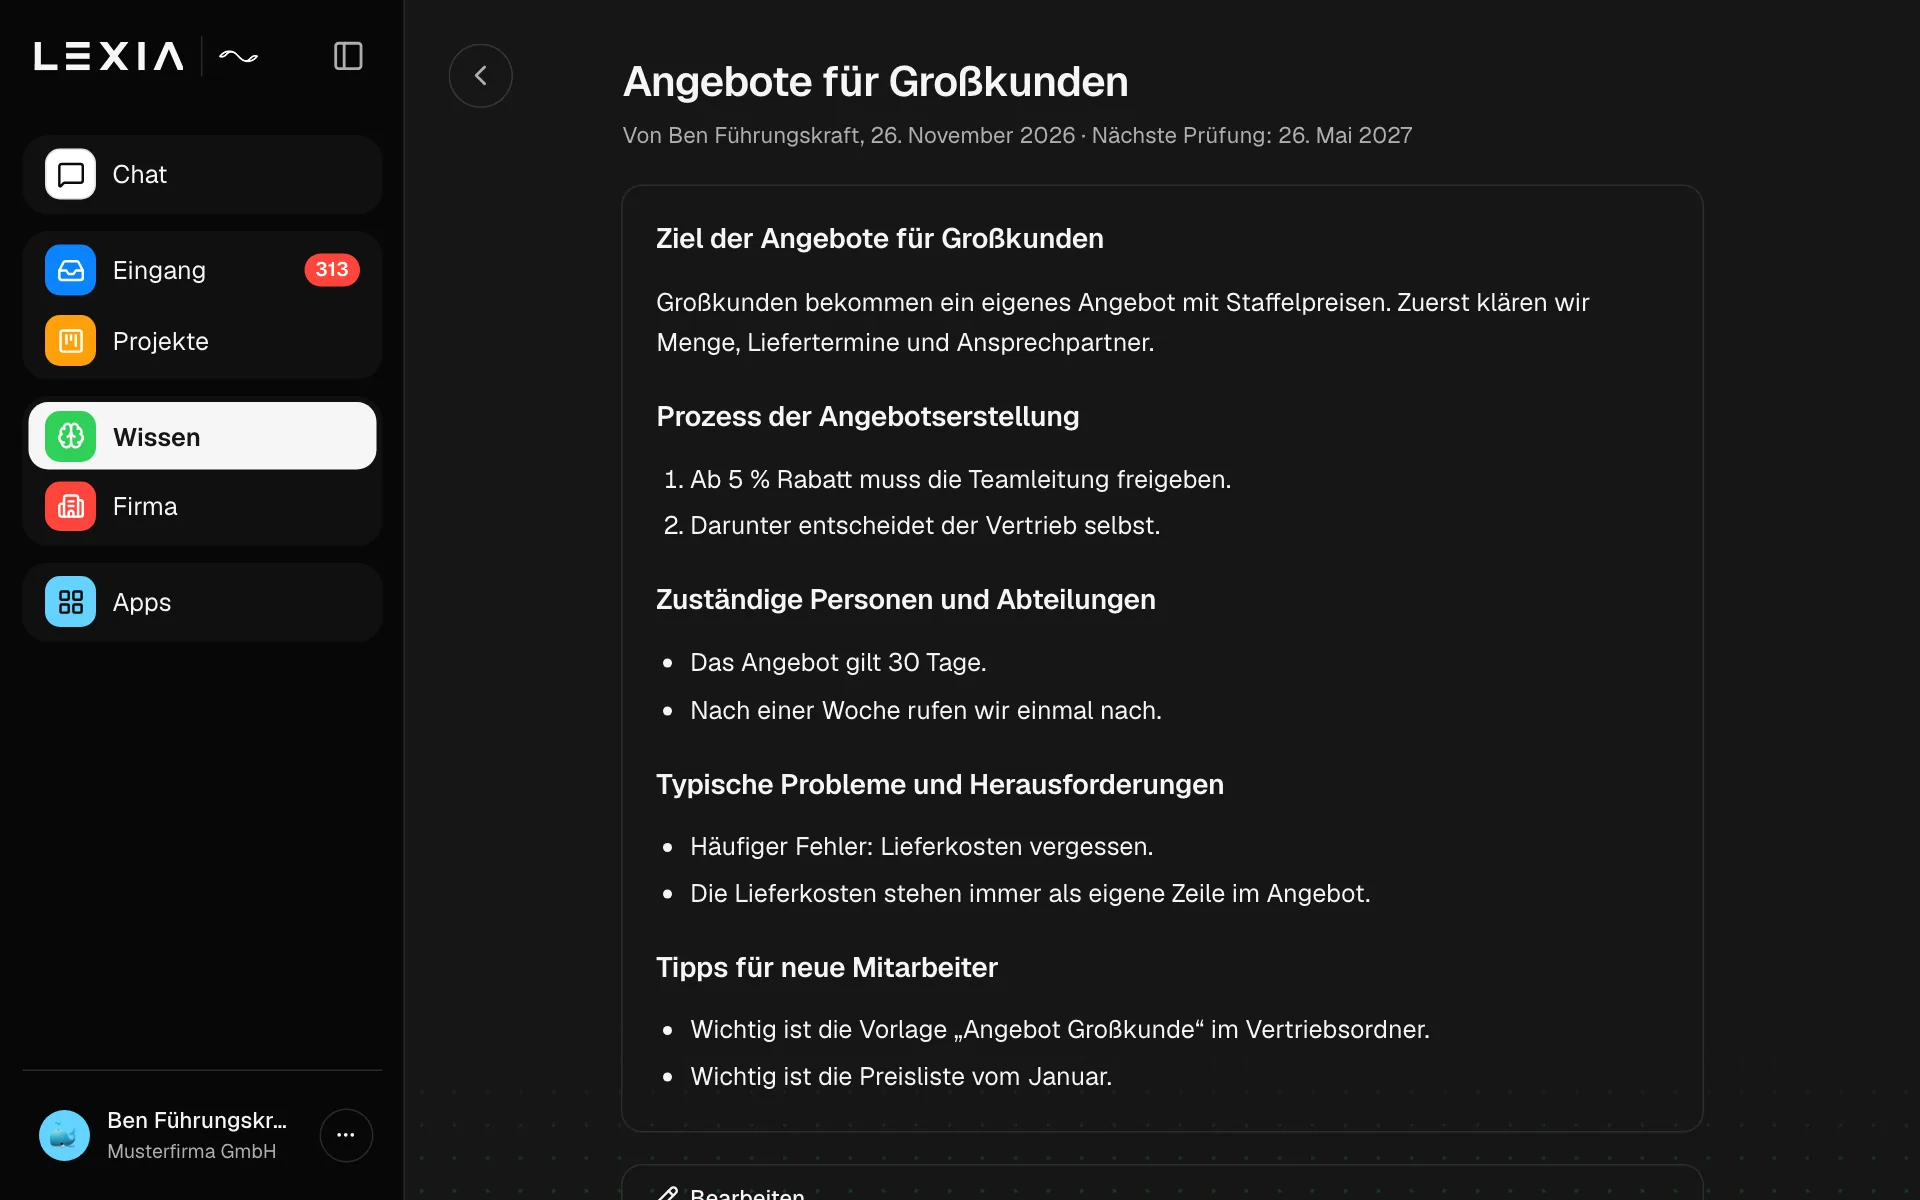 LEXIA
Chat
Eingang 313
Projekte
Wissen
Firma
Apps
Ben Führungskr...
Musterfirma GmbH
Angebote für Großkunden
Von Ben Führungskraft, 26. November 2026 · Nächste Prüfung: 26. Mai 2027
Ziel der Angebote für Großkunden
Großkunden bekommen ein eigenes Angebot mit Staffelpreisen. Zuerst klären wir
Menge, Liefertermine und Ansprechpartner.
Prozess der Angebotserstellung
1. Ab 5 % Rabatt muss die Teamleitung freigeben.
2. Darunter entscheidet der Vertrieb selbst.
Zuständige Personen und Abteilungen
• Das Angebot gilt 30 Tage.
• Nach einer Woche rufen wir einmal nach.
Typische Probleme und Herausforderungen
• Häufiger Fehler: Lieferkosten vergessen.
• Die Lieferkosten stehen immer als eigene Zeile im Angebot.
Tipps für neue Mitarbeiter
• Wichtig ist die Vorlage „Angebot Großkunde“ im Vertriebsordner.
• Wichtig ist die Preisliste vom Januar.
Bearbeiten